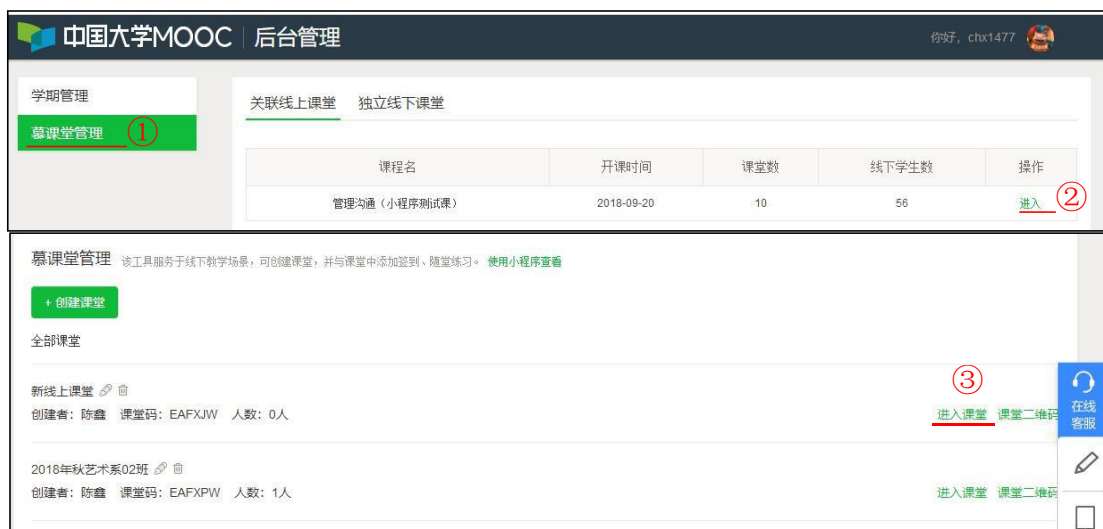 中国大学MOOC 后台管理
你好，chx1477
学期管理
慕课堂管理 ①
关联线上课堂 独立线下课堂
课程名 开课时间 课堂数 线下学生数 操作
管理沟通（小程序测试课） 2018-09-20 10 56 进入 ②
慕课堂管理 该工具服务于线下教学场景，可创建课堂，并与课堂中添加签到、随堂练习。 使用小程序查看
+ 创建课堂
全部课堂
新线上课堂
③
创建者：陈鑫 课堂码：EAFXJW 人数：0人 进入课堂 课堂二维码
在线
客服
2018年秋艺术系02班
创建者：陈鑫 课堂码：EAFXPW 人数：1人 进入课堂 课堂二维码